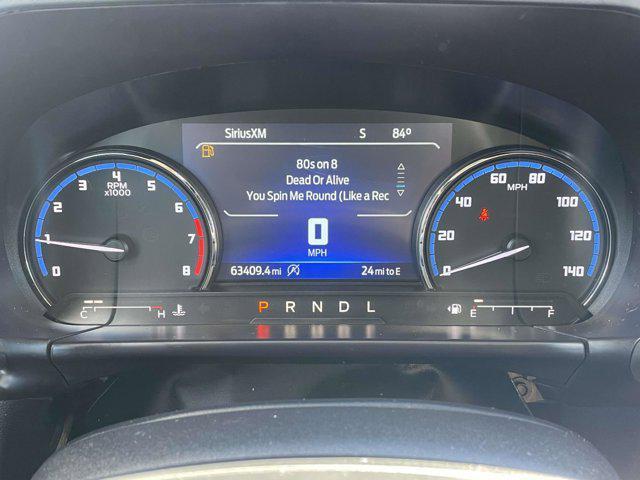 SiriusXM S 84°
80s on 8
Dead Or Alive
You Spin Me Round (Like a Rec
0
MPH
63409.4 mi 24 mi to E
0 1 2 3 4 5 6 7 8
RPM
x1000
0 20 40 60 80 100 120 140
MPH
C H
P R N D L
E F